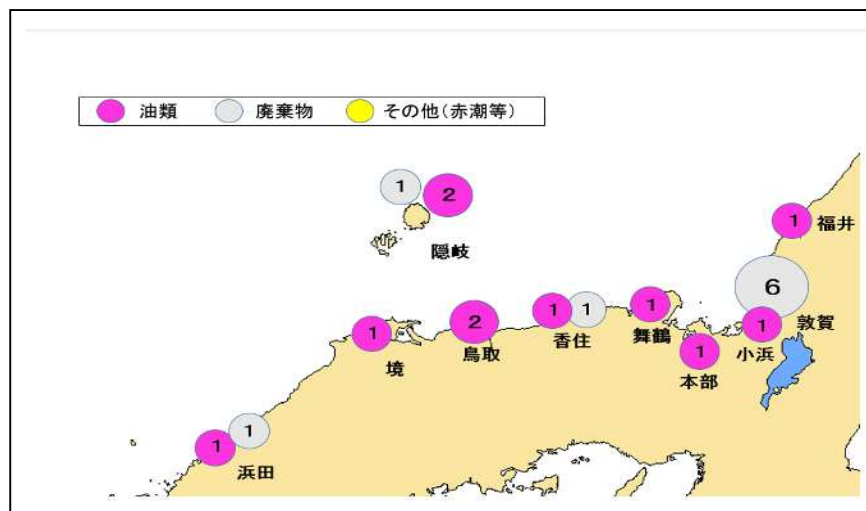 油類 廃棄物 その他(赤潮等)
1 2
隠岐
1 福井
6
1 2 1 1 1 1 敦賀
境 鳥取 香住 舞鶴 1 小浜
本部
1 1
浜田